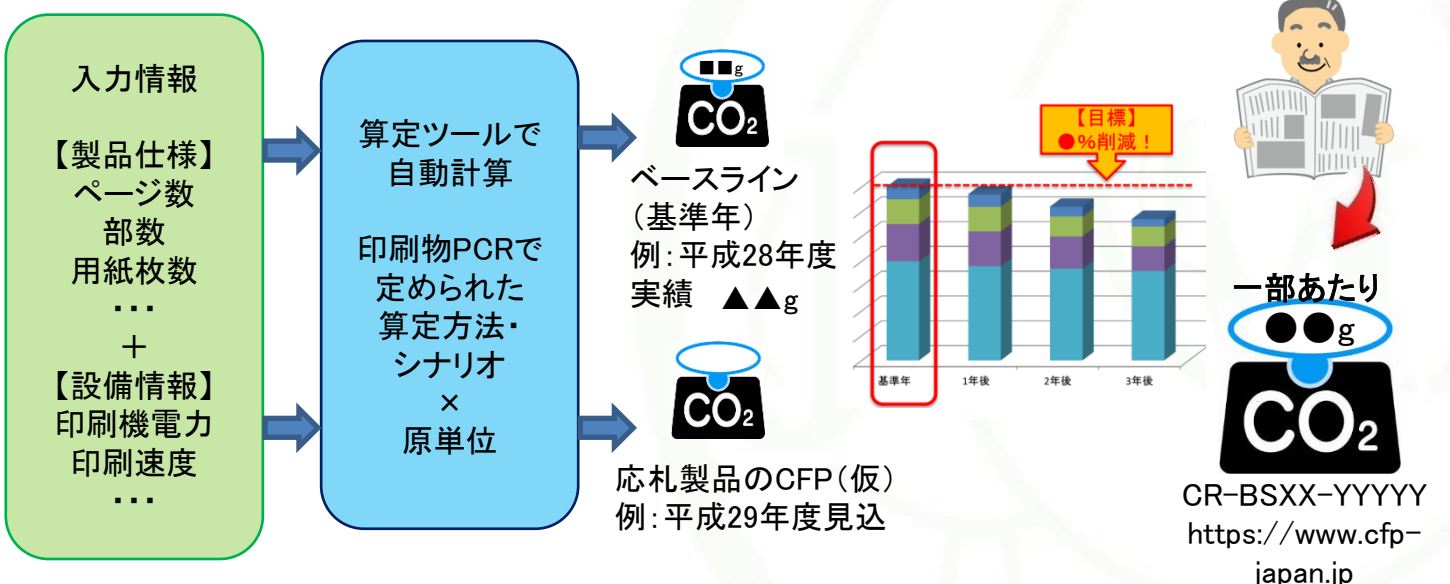 入力情報
【製品仕様】
ページ数
部数
用紙枚数
・・・
＋
【設備情報】
印刷機電力
印刷速度
・・・
算定ツールで
自動計算
印刷物PCRで
定められた
算定方法・
シナリオ
×
原単位
■■g
CO2
ベースライン
（基準年）
例：平成28年度
実績　▲▲g
CO2
応札製品のCFP（仮）
例：平成29年度見込
【目標】
●%削減！
基準年
1年後
2年後
3年後
一部あたり
●●g
CO2
CR-BSXX-YYYYY
https://www.cfp-
japan.jp